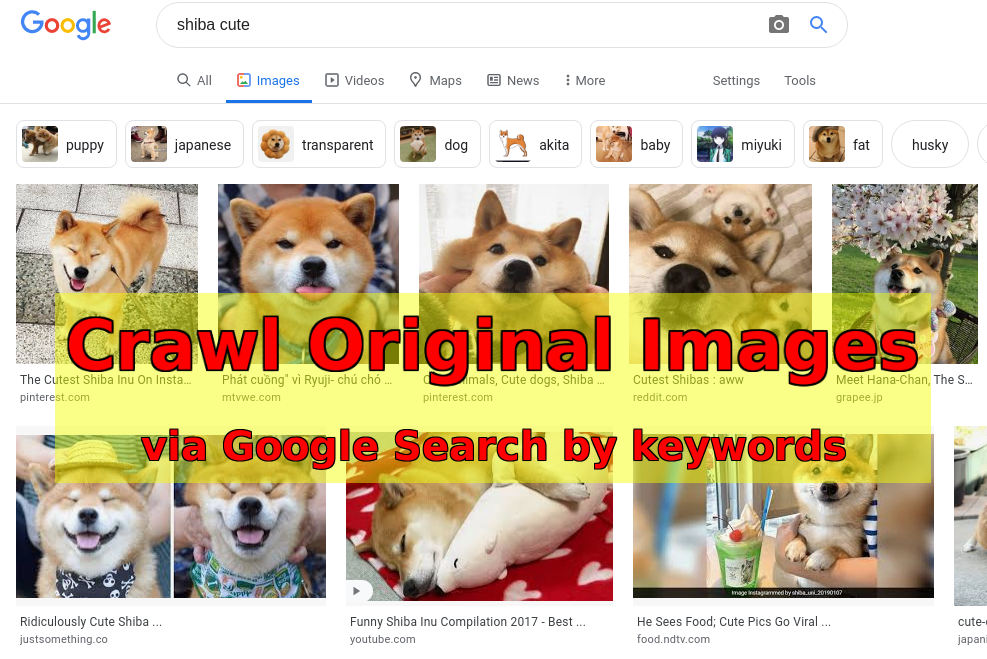 Google
shiba cute
All Images Videos Maps News More Settings Tools
puppy japanese transparent dog akita baby miyuki fat husky
Crawl Original Images
The Cutest Shiba Inu On Insta… Phát cuồng" vì Ryuji- chú chó … Animals, Cute dogs, Shiba … Cutest Shibas : aww Meet Hana-Chan, The S…
pinterest.com mtvwe.com pinterest.com reddit.com grapee.jp
via Google Search by keywords
Image Instagrammed by shiba_uni_20190107
Ridiculously Cute Shiba ... Funny Shiba Inu Compilation 2017 - Best ... He Sees Food; Cute Pics Go Viral ... cute-
justsomething.co youtube.com food.ndtv.com japan